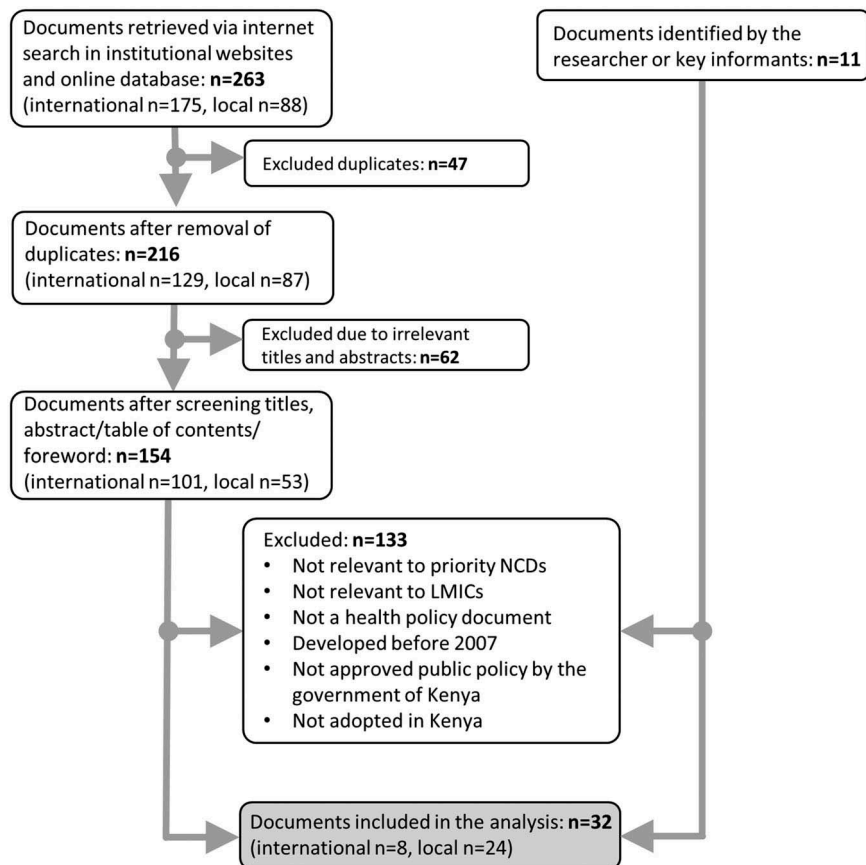 Documents retrieved via internet
search in institutional websites
and online database: n=263
(international n=175, local n=88)
Documents identified by the
researcher or key informants: n=11
Excluded duplicates: n=47
Documents after removal of
duplicates: n=216
(international n=129, local n=87)
Excluded due to irrelevant
titles and abstracts: n=62
Documents after screening titles,
abstract/table of contents/
foreword: n=154
(international n=101, local n=53)
Excluded: n=133
• Not relevant to priority NCDs
• Not relevant to LMICs
• Not a health policy document
• Developed before 2007
• Not approved public policy by the
government of Kenya
• Not adopted in Kenya
Documents included in the analysis: n=32
(international n=8, local n=24)